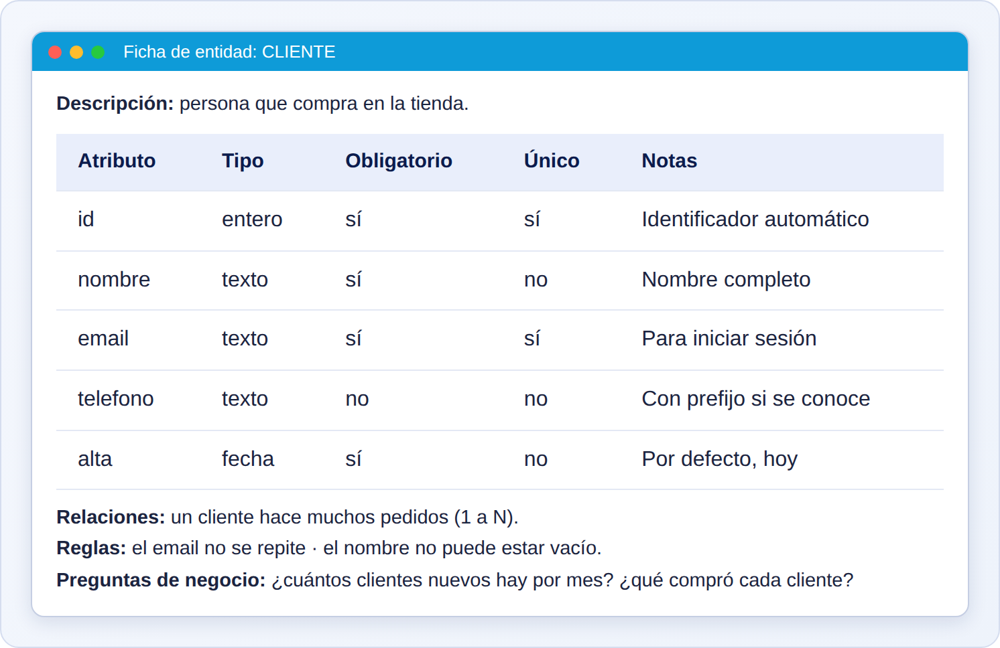 Ficha de entidad: CLIENTE
Descripción: persona que compra en la tienda.
Atributo Tipo Obligatorio Único Notas
id entero sí sí Identificador automático
nombre texto sí no Nombre completo
email texto sí sí Para iniciar sesión
telefono texto no no Con prefijo si se conoce
alta fecha sí no Por defecto, hoy
Relaciones: un cliente hace muchos pedidos (1 a N).
Reglas: el email no se repite · el nombre no puede estar vacío.
Preguntas de negocio: ¿cuántos clientes nuevos hay por mes? ¿qué compró cada cliente?